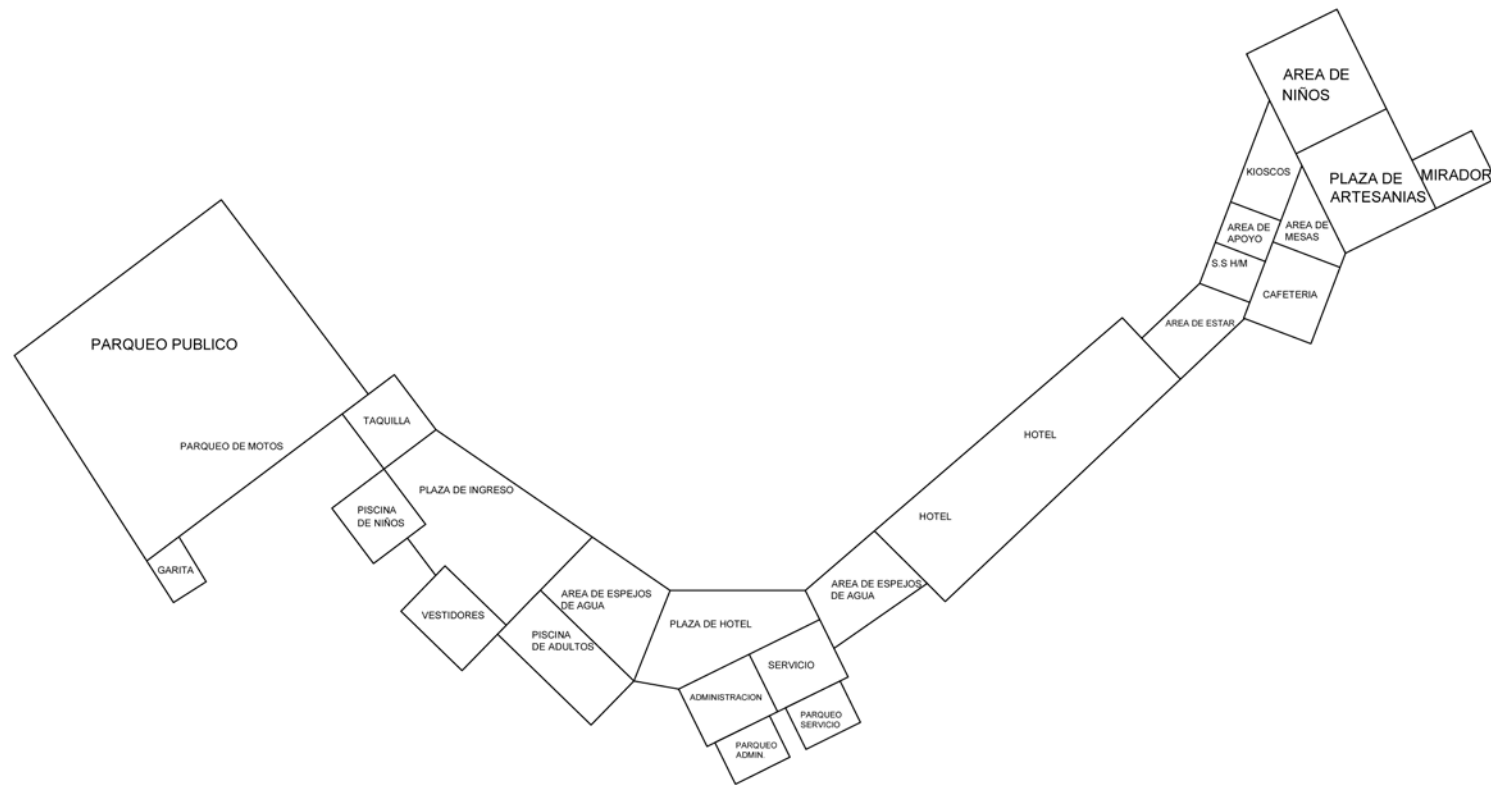 AREA DE
NIÑOS
KIOSCOS
PLAZA DE
ARTESANIAS
MIRADOR
AREA DE
APOYO
AREA DE
MESAS
S.S H/M
CAFETERIA
AREA DE ESTAR
PARQUEO PUBLICO
TAQUILLA
PARQUEO DE MOTOS
HOTEL
PLAZA DE INGRESO
PISCINA
DE NIÑOS
HOTEL
GARITA
AREA DE ESPEJOS
DE AGUA
AREA DE ESPEJOS
DE AGUA
VESTIDORES
PLAZA DE HOTEL
PISCINA
DE ADULTOS
SERVICIO
ADMINISTRACION
PARQUEO
SERVICIO
PARQUEO
ADMIN.